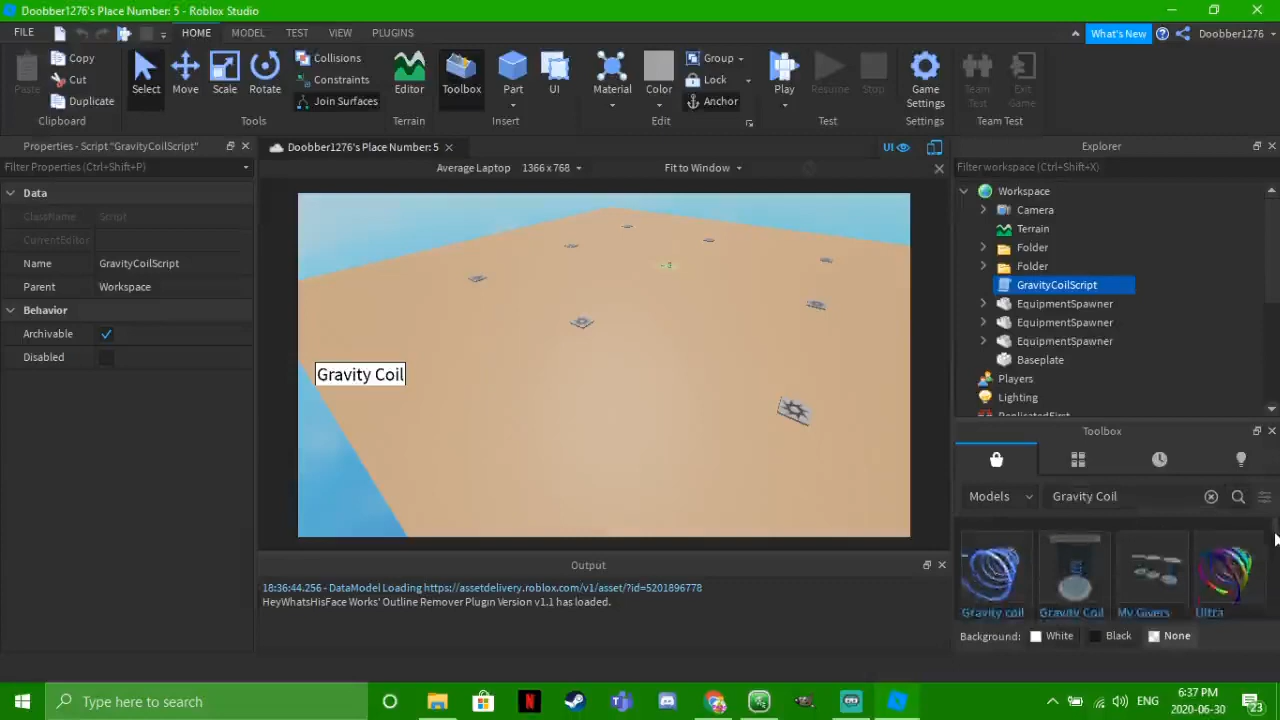 Doobber1276's Place Number: 5 - Roblox Studio
FILE HOME MODEL TEST VIEW PLUGINS What's New Doobber1276
Paste Copy Cut Duplicate Select Move Scale Rotate Collisions Constraints Join Surfaces Editor Toolbox Part UI Material Color Group Lock Anchor Play Resume Stop Game Settings Team Test Exit Game
Clipboard Tools Terrain Insert Edit Test Settings Team Test
Properties - Script "GravityCoilScript"
Filter Properties (Ctrl+Shift+P)
Data
ClassName Script
CurrentEditor
Name GravityCoilScript
Parent Workspace
Behavior
Archivable
Disabled
Doobber1276's Place Number: 5 UI
Average Laptop 1366 x 768 Fit to Window
Gravity Coil
Output
18:36:44.256 - DataModel Loading https://assetdelivery.roblox.com/v1/asset/?id=5201896778
HeyWhatsHisFace Works' Outline Remover Plugin Version v1.1 has loaded.
Explorer
Filter workspace (Ctrl+Shift+X)
Workspace
Camera
Terrain
Folder
Folder
GravityCoilScript
EquipmentSpawner
EquipmentSpawner
EquipmentSpawner
Baseplate
Players
Lighting
ReplicatedFirst
Toolbox
Models Gravity Coil
Gravity coil Gravity Coil My Givers Ultra
Background: White Black None
Type here to search
ENG 6:37 PM
2020-06-30 23